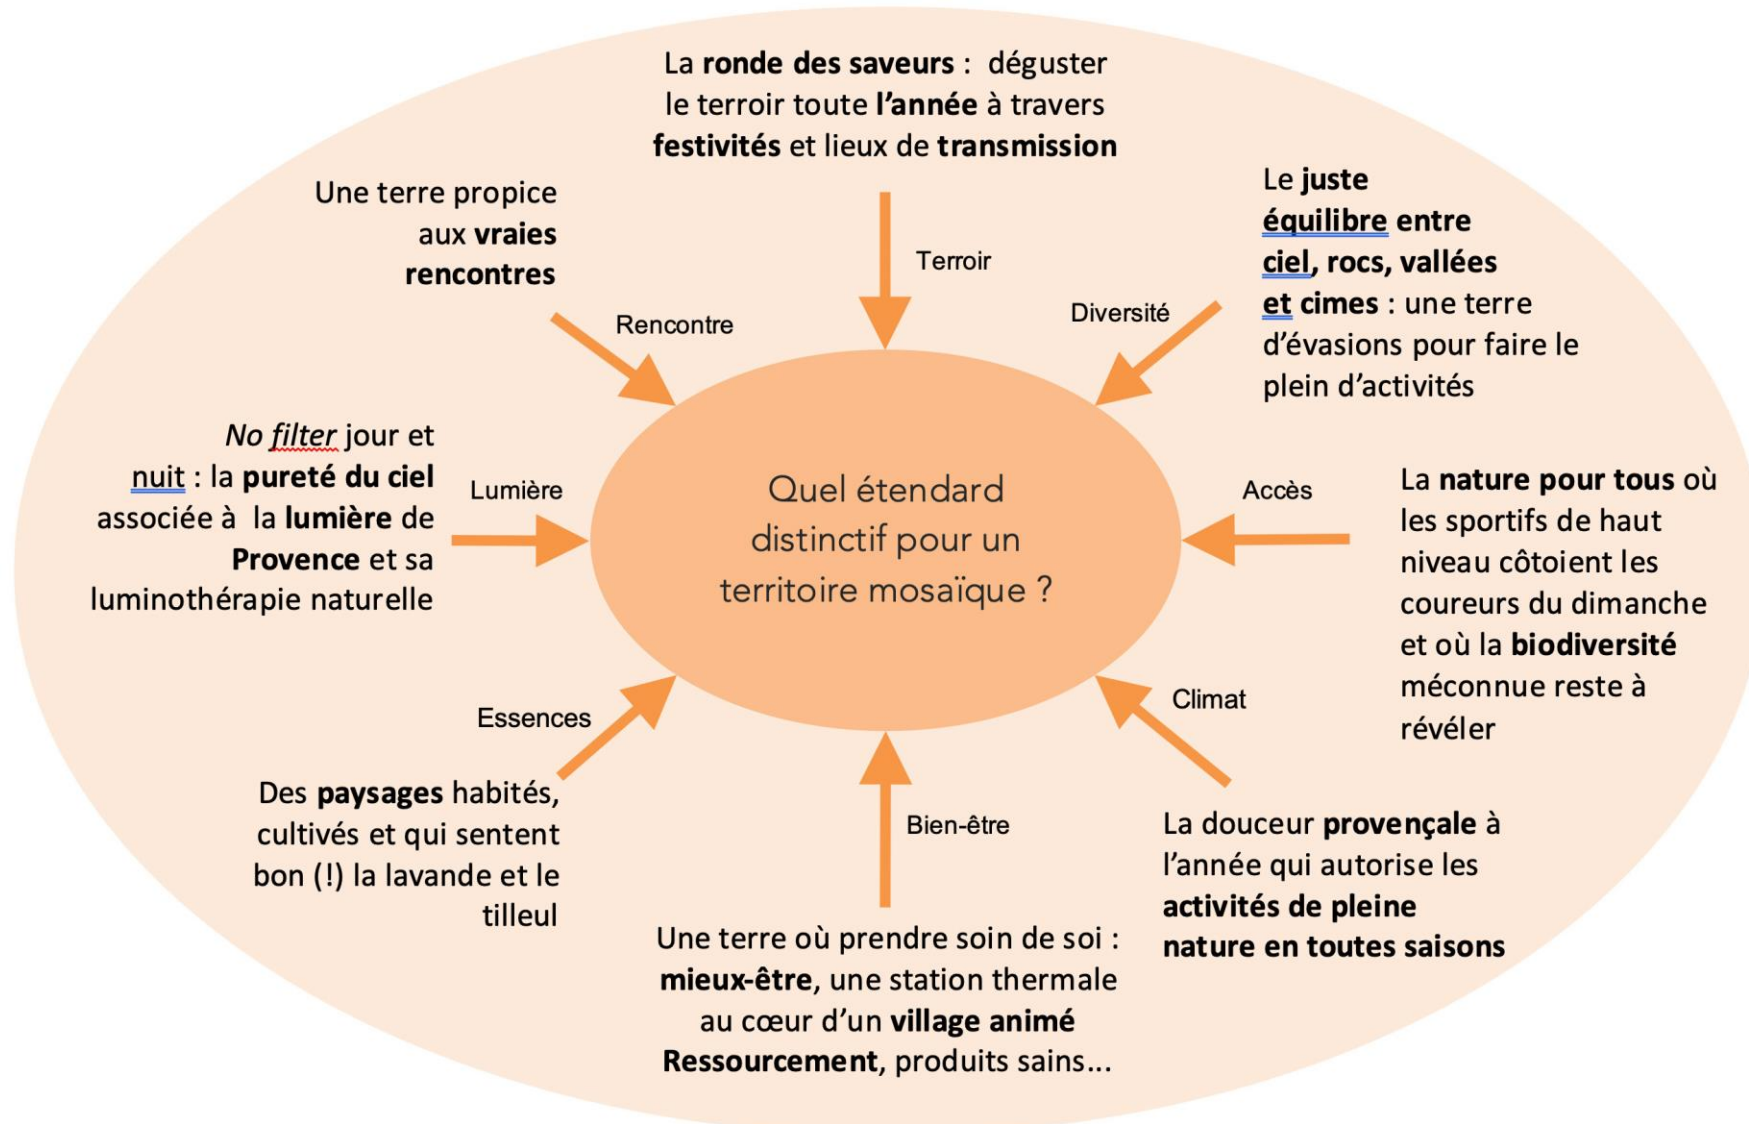 La ronde des saveurs : déguster
le terroir toute l’année à travers
festivités et lieux de transmission
Terroir
Le juste
équilibre entre
ciel, rocs, vallées
et cimes : une terre
d’évasions pour faire le
plein d’activités
Diversité
La nature pour tous où
les sportifs de haut
niveau côtoient les
coureurs du dimanche
et où la biodiversité
méconnue reste à
révéler
Accès
La douceur provençale à
l’année qui autorise les
activités de pleine
nature en toutes saisons
Climat
Une terre où prendre soin de soi :
mieux-être, une station thermale
au cœur d’un village animé
Ressourcement, produits sains...
Bien-être
Des paysages habités,
cultivés et qui sentent
bon (!) la lavande et le
tilleul
Essences
No filter jour et
nuit : la pureté du ciel
associée à la lumière de
Provence et sa
luminothérapie naturelle
Lumière
Une terre propice
aux vraies
rencontres
Rencontre
Quel étendard
distinctif pour un
territoire mosaïque ?